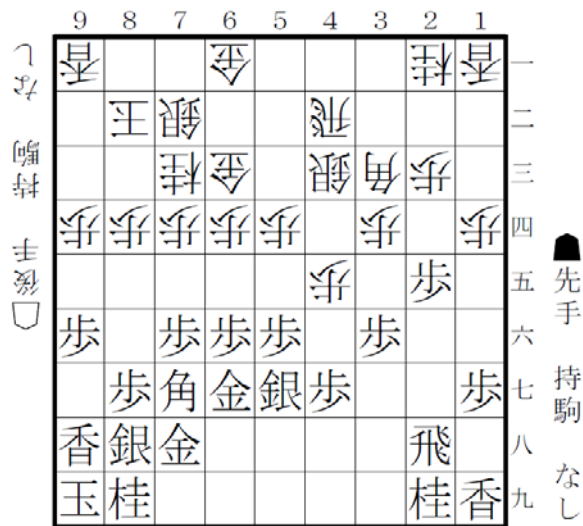 9 8 7 6 5 4 3 2 1
香 金 桂 香 一
玉 銀 飛 二
桂 金 銀 角 歩 三
歩 歩 歩 歩 歩 歩 歩 四
歩 歩 五
歩 歩 歩 歩 歩 六
歩 角 金 銀 歩 歩 七
香 銀 金 飛 八
玉 桂 桂 香 九
☗先手 持駒 なし
☖後手 持駒 なし